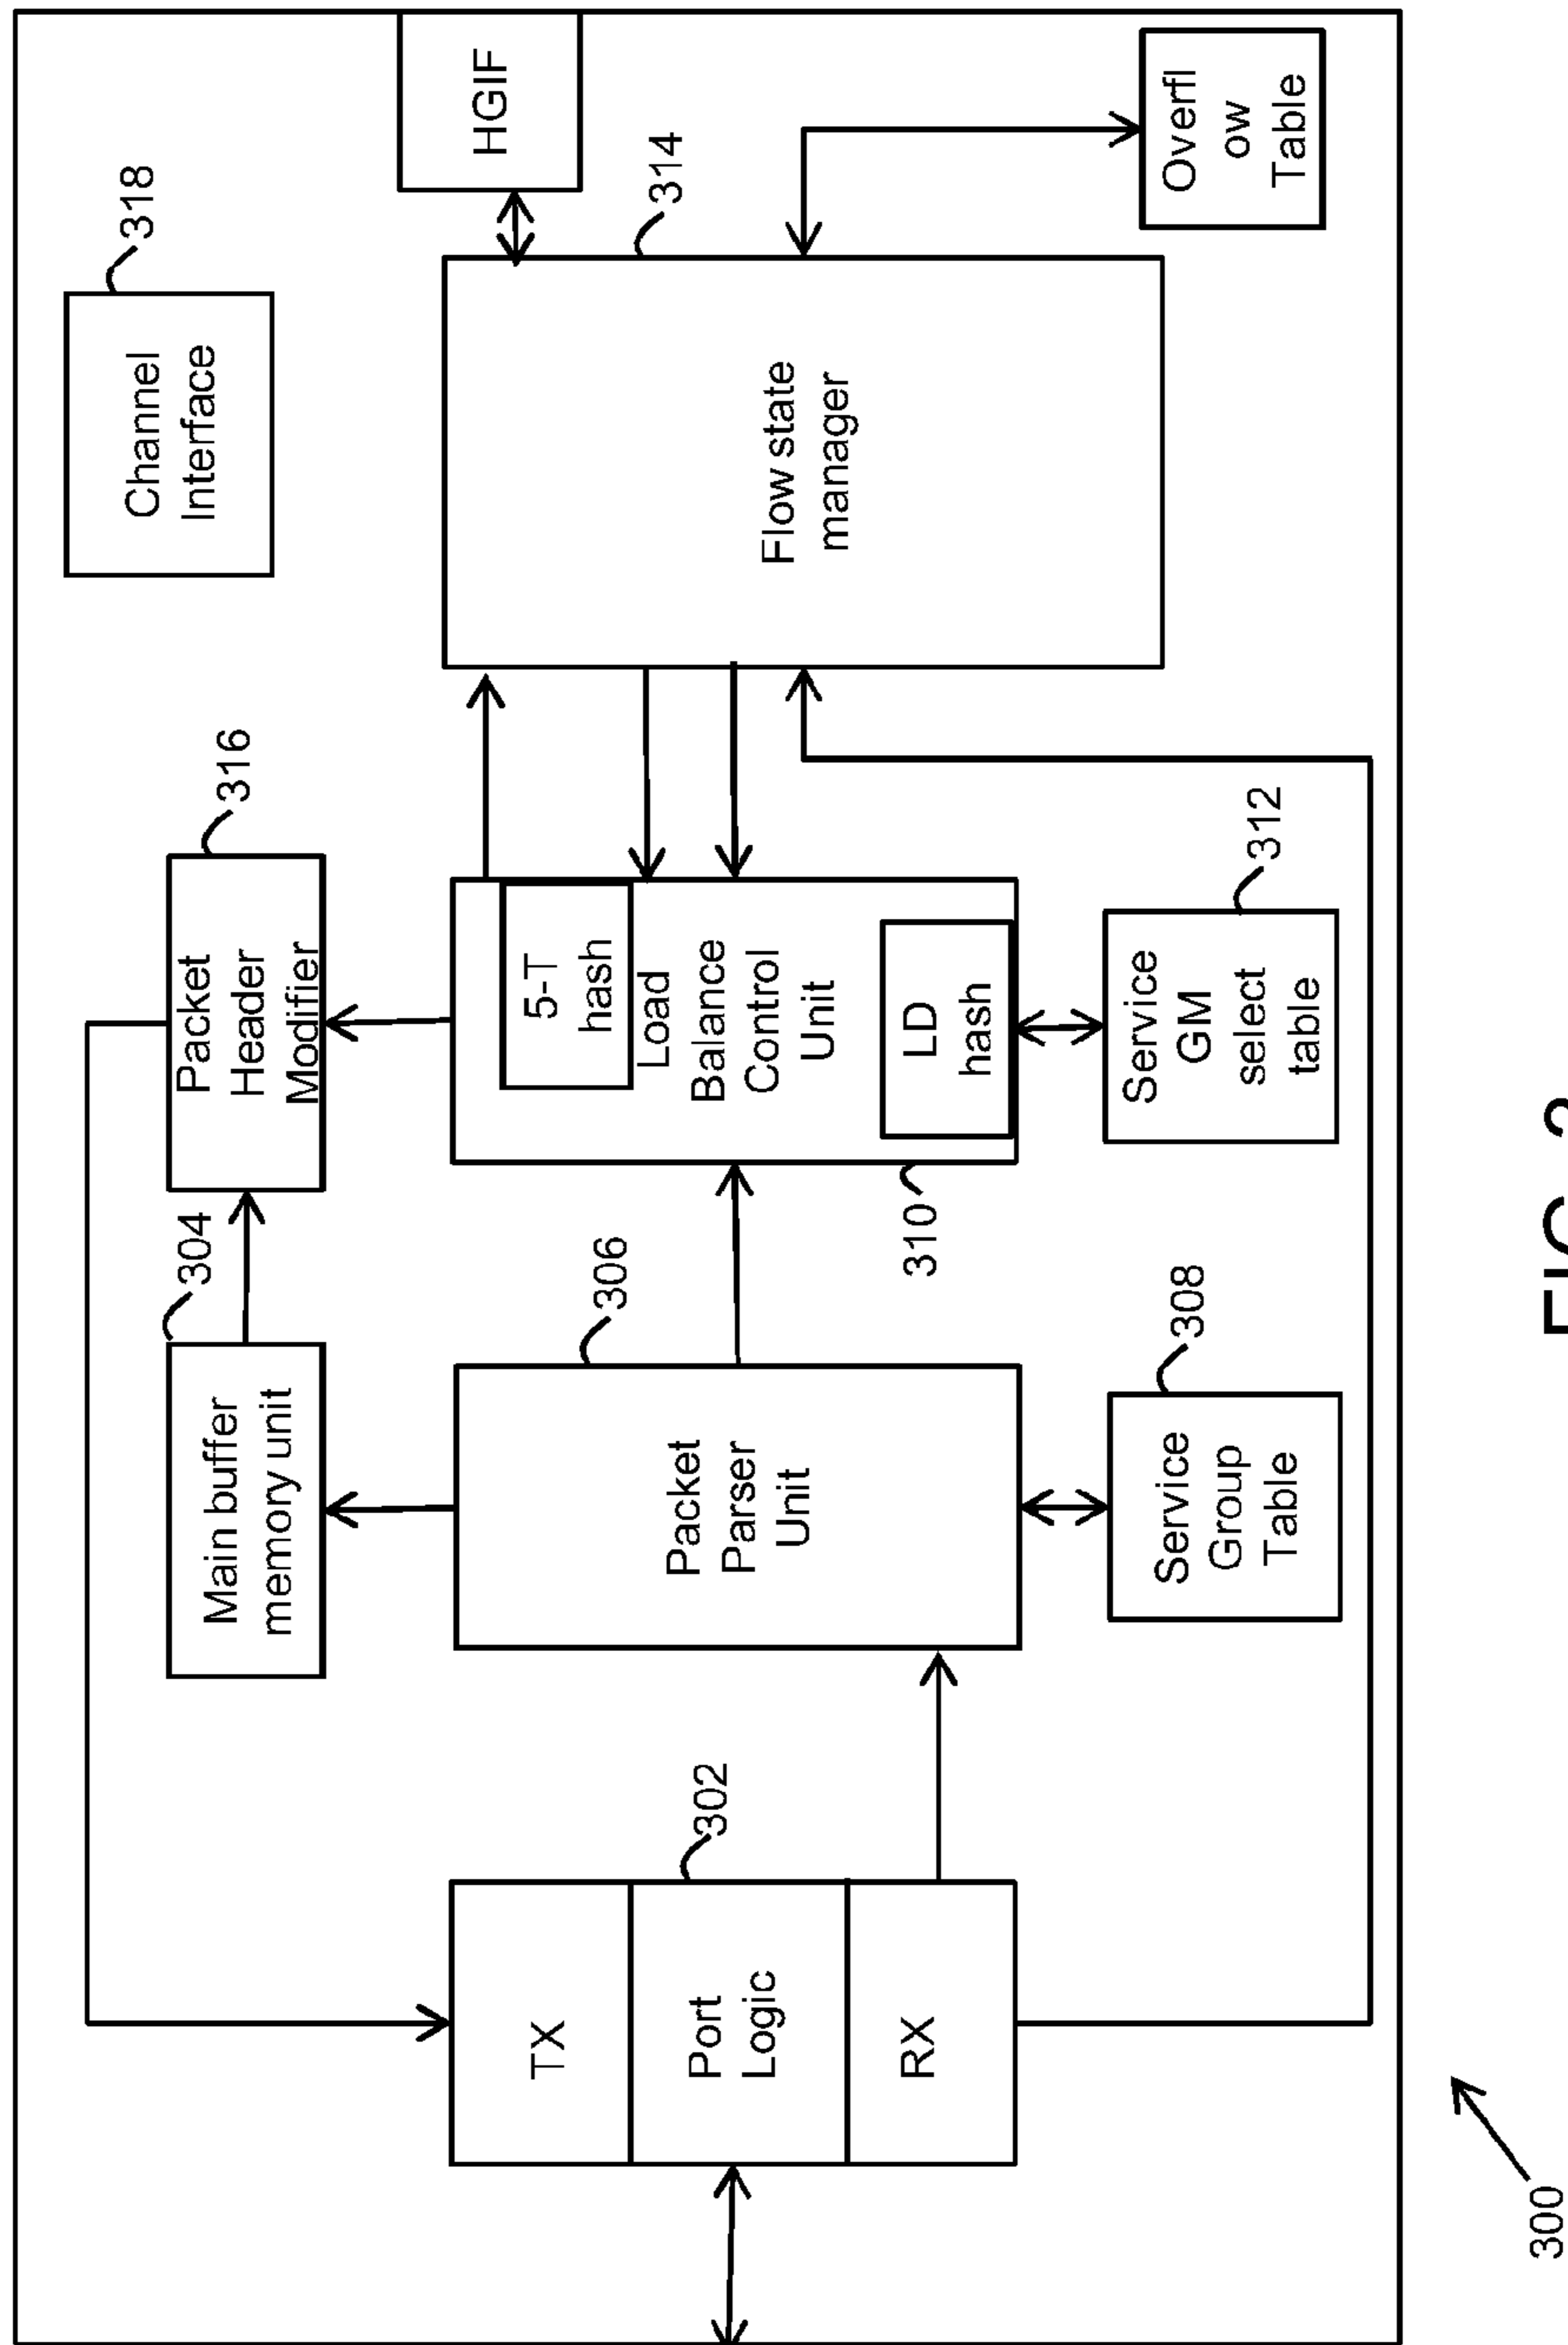 Channel
Interface
318
HGIF
314
Flow state
manager
Overfl
ow
Table
316
Packet
Header
Modifier
304
Main buffer
memory unit
5-T
hash
Load
Balance
Control
Unit
LD
hash
310
312
Service
GM
select
table
306
Packet
Parser
Unit
308
Service
Group
Table
302
TX
Port
Logic
RX
300